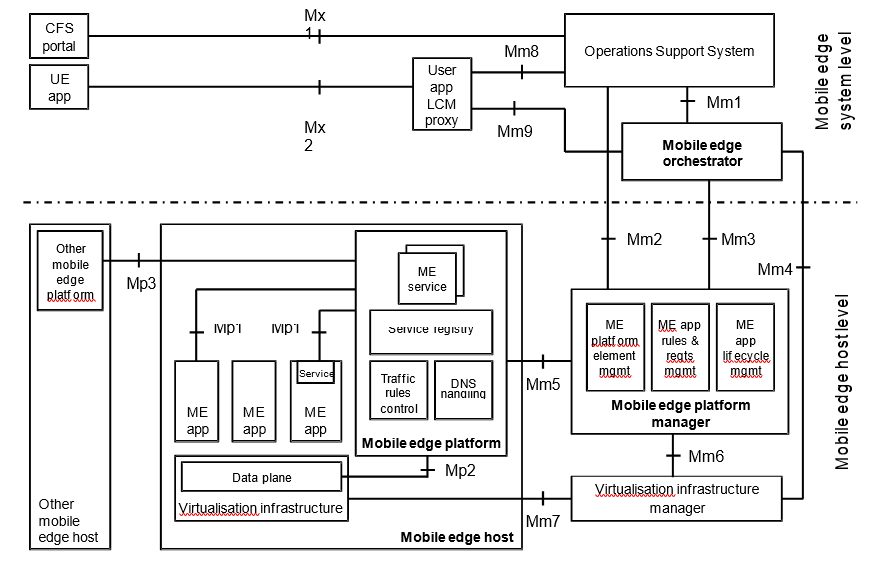 CFS
portal
Mx
1
Operations Support System
Mm8
UE
app
User
app
LCM
proxy
Mx
2
Mm9
Mm1
Mobile edge
orchestrator
Mobile edge
system level
Other
mobile
edge
platform
Mp3
ME
service
Mm2
Mm3
Mm4
Mp1
Mp1
Service registry
Service
ME
app
ME
app
ME
app
Traffic
rules
control
DNS
handling
Mobile edge platform
Mm5
ME
platform
element
mgmt
ME app
rules &
reqts
mgmt
ME
app
lifecycle
mgmt
Mobile edge platform
manager
Mobile edge host level
Mp2
Mm6
Data plane
Virtualisation infrastructure
Mm7
Virtualisation infrastructure
manager
Other
mobile
edge host
Mobile edge host